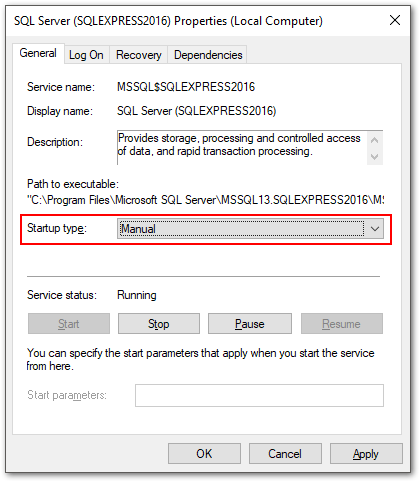 SQL Server (SQLEXPRESS2016) Properties (Local Computer)
General Log On Recovery Dependencies
Service name: MSSQL$SQLEXPRESS2016
Display name: SQL Server (SQLEXPRESS2016)
Description: Provides storage, processing and controlled access
of data, and rapid transaction processing.
Path to executable:
"C:\Program Files\Microsoft SQL Server\MSSQL13.SQLEXPRESS2016\MS
Startup type: Manual
Service status: Running
Start Stop Pause Resume
You can specify the start parameters that apply when you start the service
from here.
Start parameters:
OK Cancel Apply